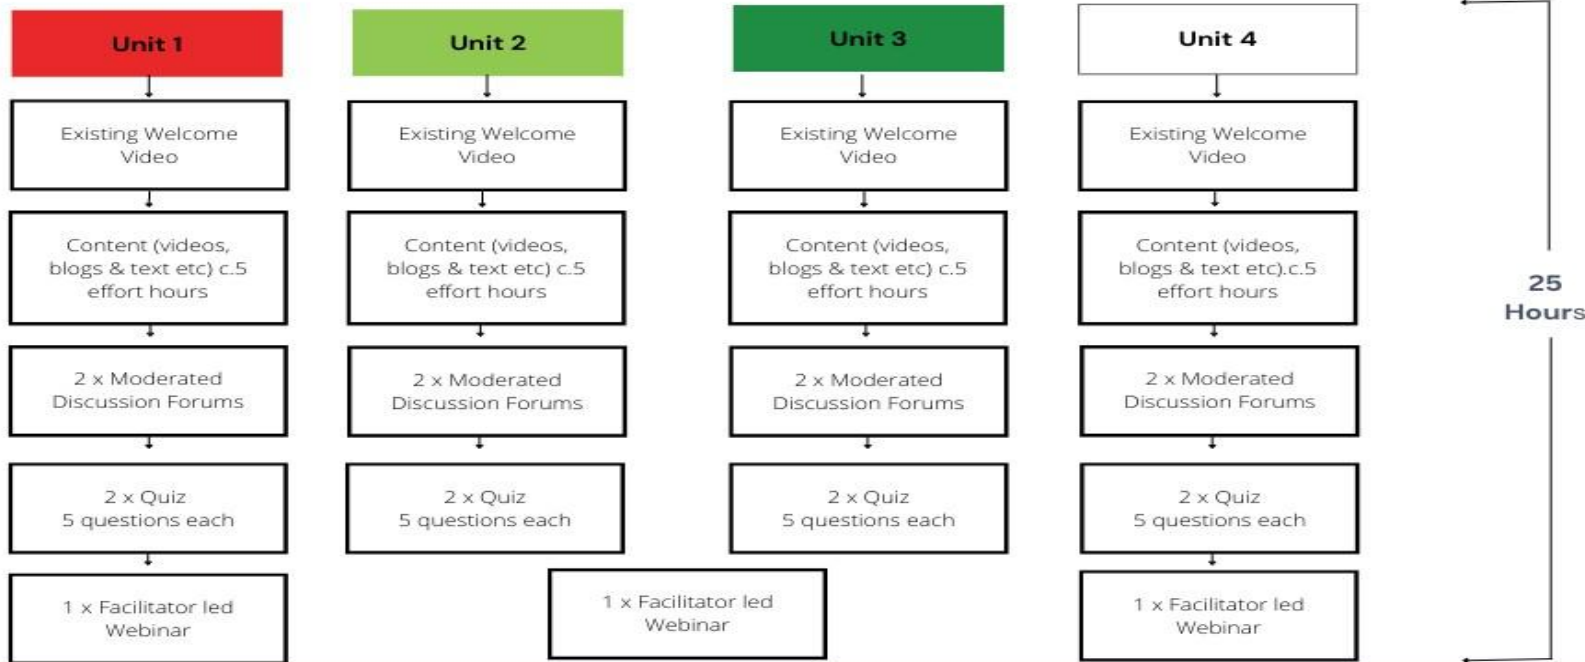 Unit 1
Existing Welcome
Video
Content (videos,
blogs & text etc) c.5
effort hours
2 x Moderated
Discussion Forums
2 x Quiz
5 questions each
1 x Facilitator led
Webinar
Unit 2
Existing Welcome
Video
Content (videos,
blogs & text etc) c.5
effort hours
2 x Moderated
Discussion Forums
2 x Quiz
5 questions each
1 x Facilitator led
Webinar
Unit 3
Existing Welcome
Video
Content (videos,
blogs & text etc) c.5
effort hours
2 x Moderated
Discussion Forums
2 x Quiz
5 questions each
Unit 4
Existing Welcome
Video
Content (videos,
blogs & text etc).c.5
effort hours
2 x Moderated
Discussion Forums
2 x Quiz
5 questions each
1 x Facilitator led
Webinar
25
Hours